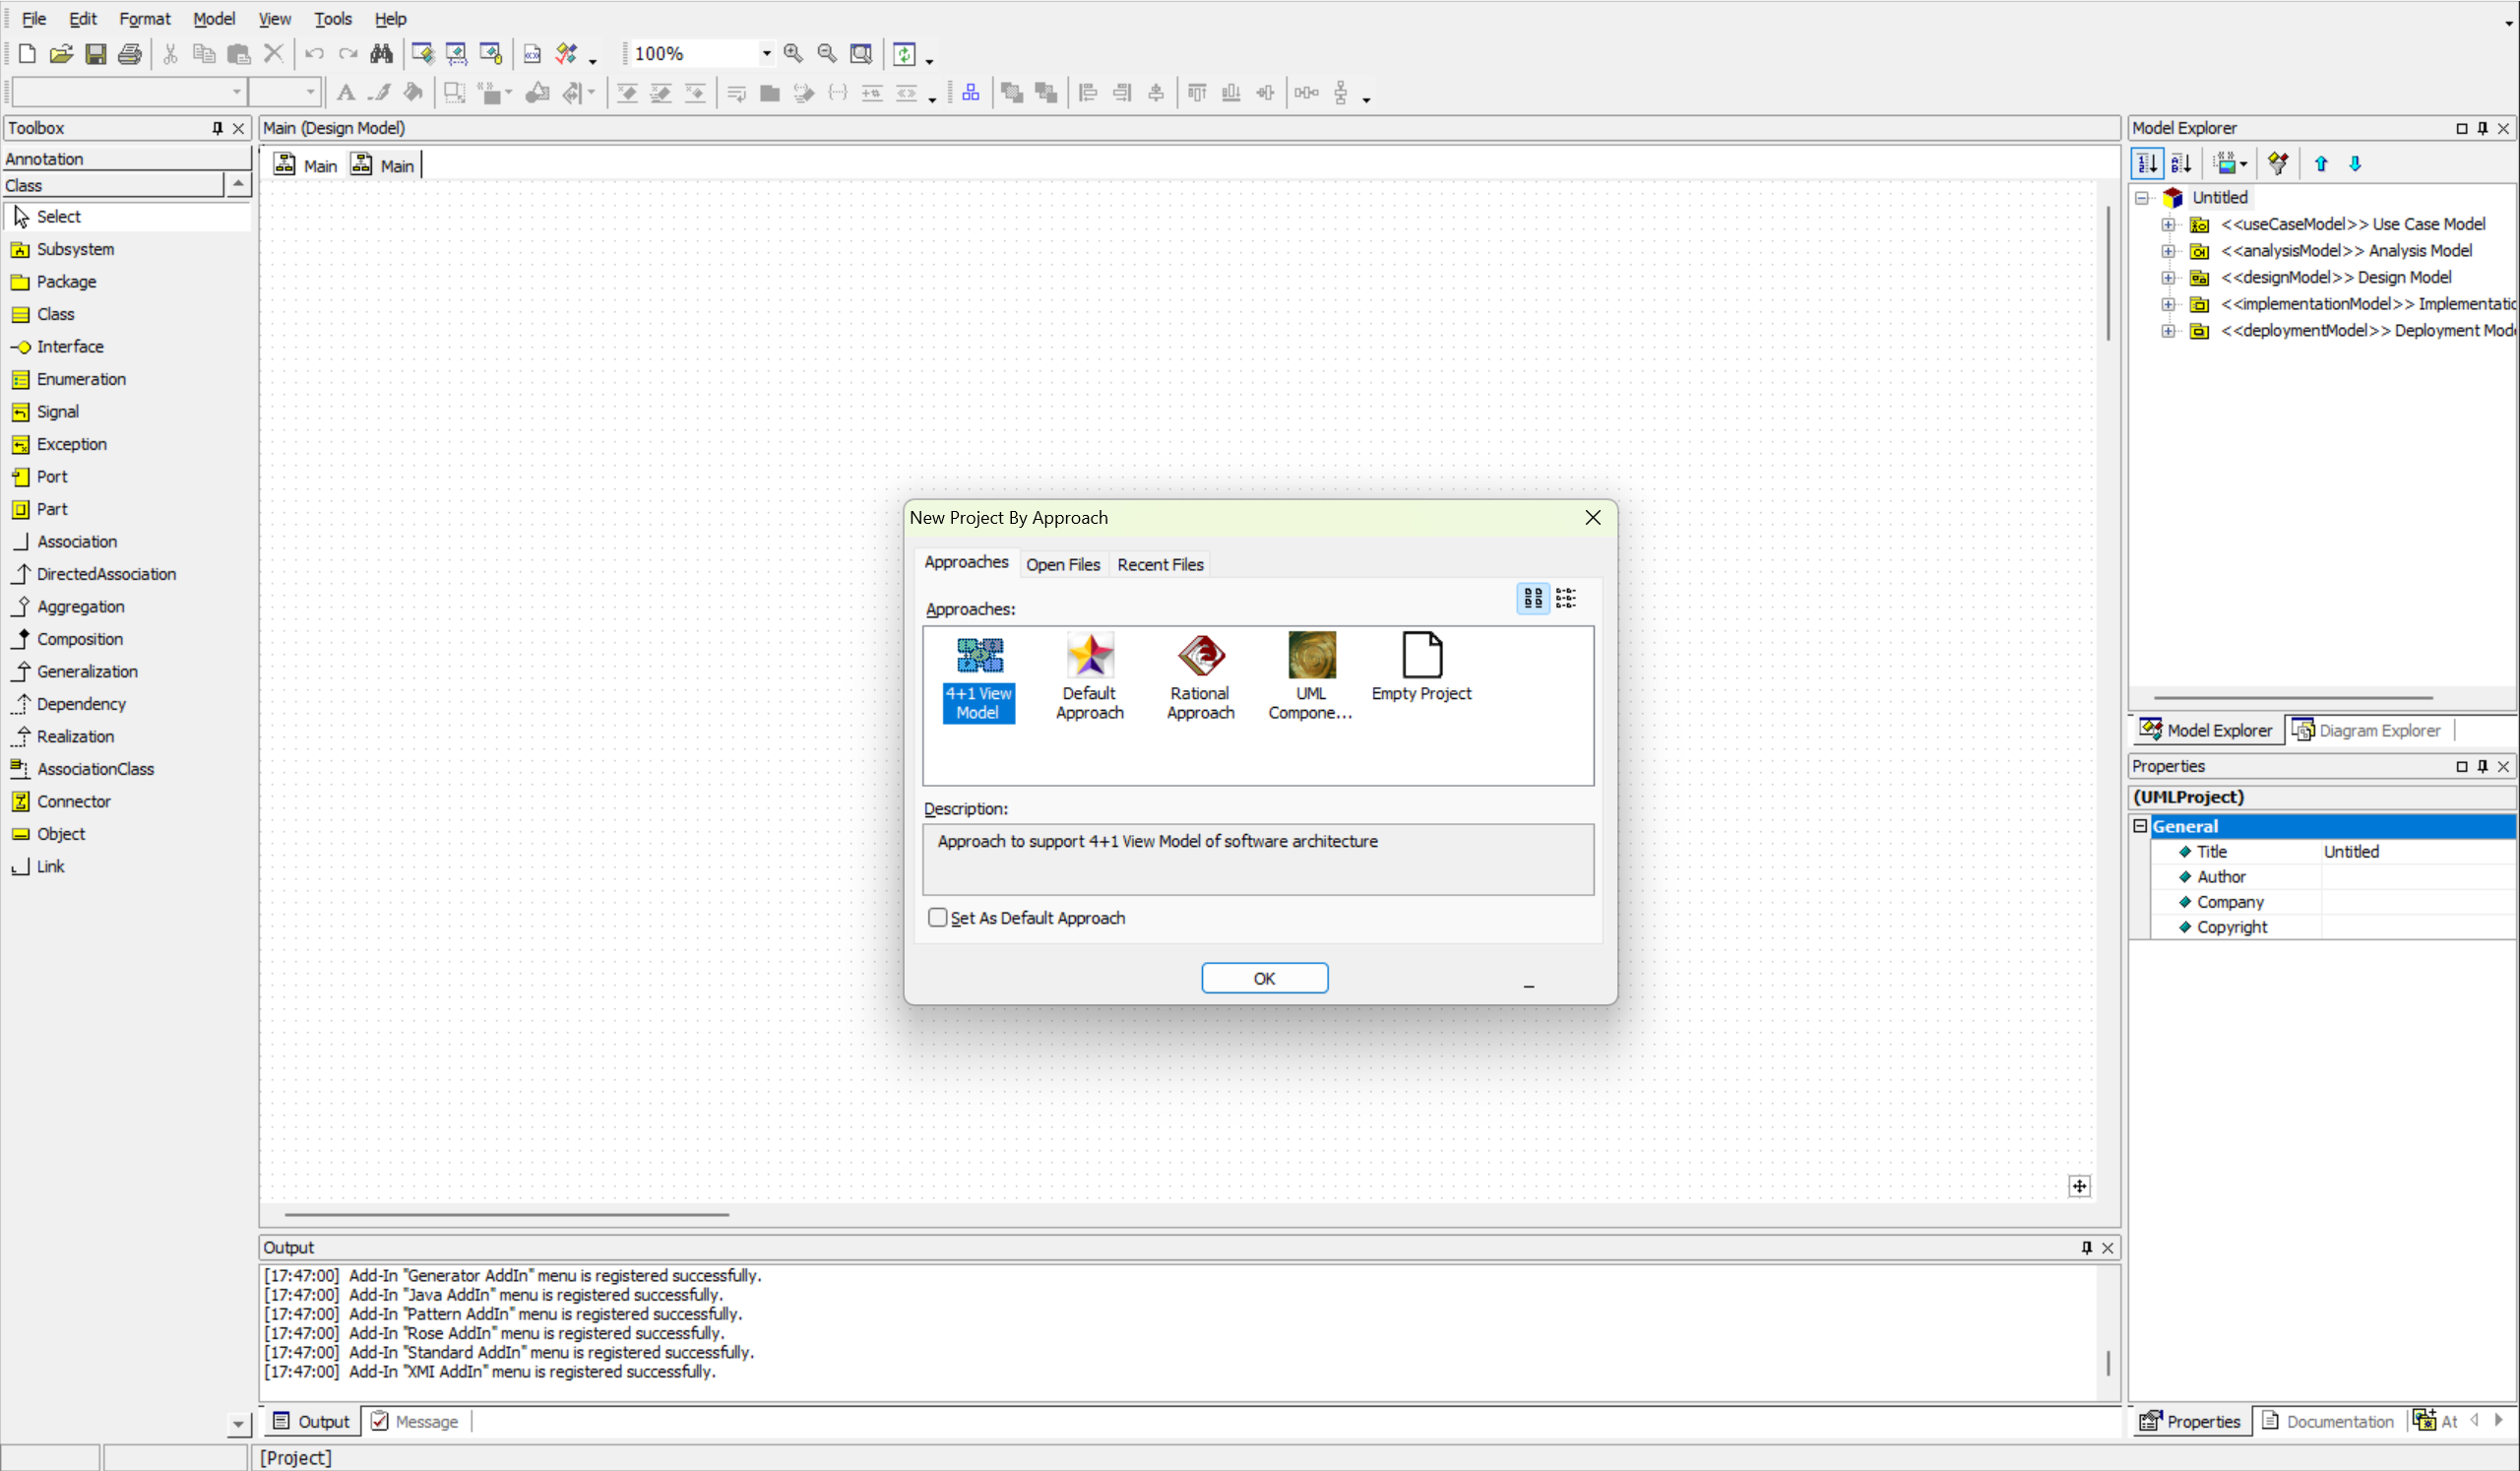 File Edit Format Model View Tools Help
100%
Toolbox
Annotation
Class
Select
Subsystem
Package
Class
Interface
Enumeration
Signal
Exception
Port
Part
Association
DirectedAssociation
Aggregation
Composition
Generalization
Dependency
Realization
AssociationClass
Connector
Object
Link
Main (Design Model)
Main Main
New Project By Approach
Approaches Open Files Recent Files
Approaches:
4+1 View Model
Default Approach
Rational Approach
UML Compone...
Empty Project
Description:
Approach to support 4+1 View Model of software architecture
Set As Default Approach
OK
Output
[17:47:00] Add-In "Generator AddIn" menu is registered successfully.
[17:47:00] Add-In "Java AddIn" menu is registered successfully.
[17:47:00] Add-In "Pattern AddIn" menu is registered successfully.
[17:47:00] Add-In "Rose AddIn" menu is registered successfully.
[17:47:00] Add-In "Standard AddIn" menu is registered successfully.
[17:47:00] Add-In "XMI AddIn" menu is registered successfully.
Output Message
[Project]
Model Explorer
Untitled
<<useCaseModel>> Use Case Model
<<analysisModel>> Analysis Model
<<designModel>> Design Model
<<implementationModel>> Implementatio
<<deploymentModel>> Deployment Mode
Model Explorer Diagram Explorer
Properties
(UMLProject)
General
Title Untitled
Author
Company
Copyright
Properties Documentation At